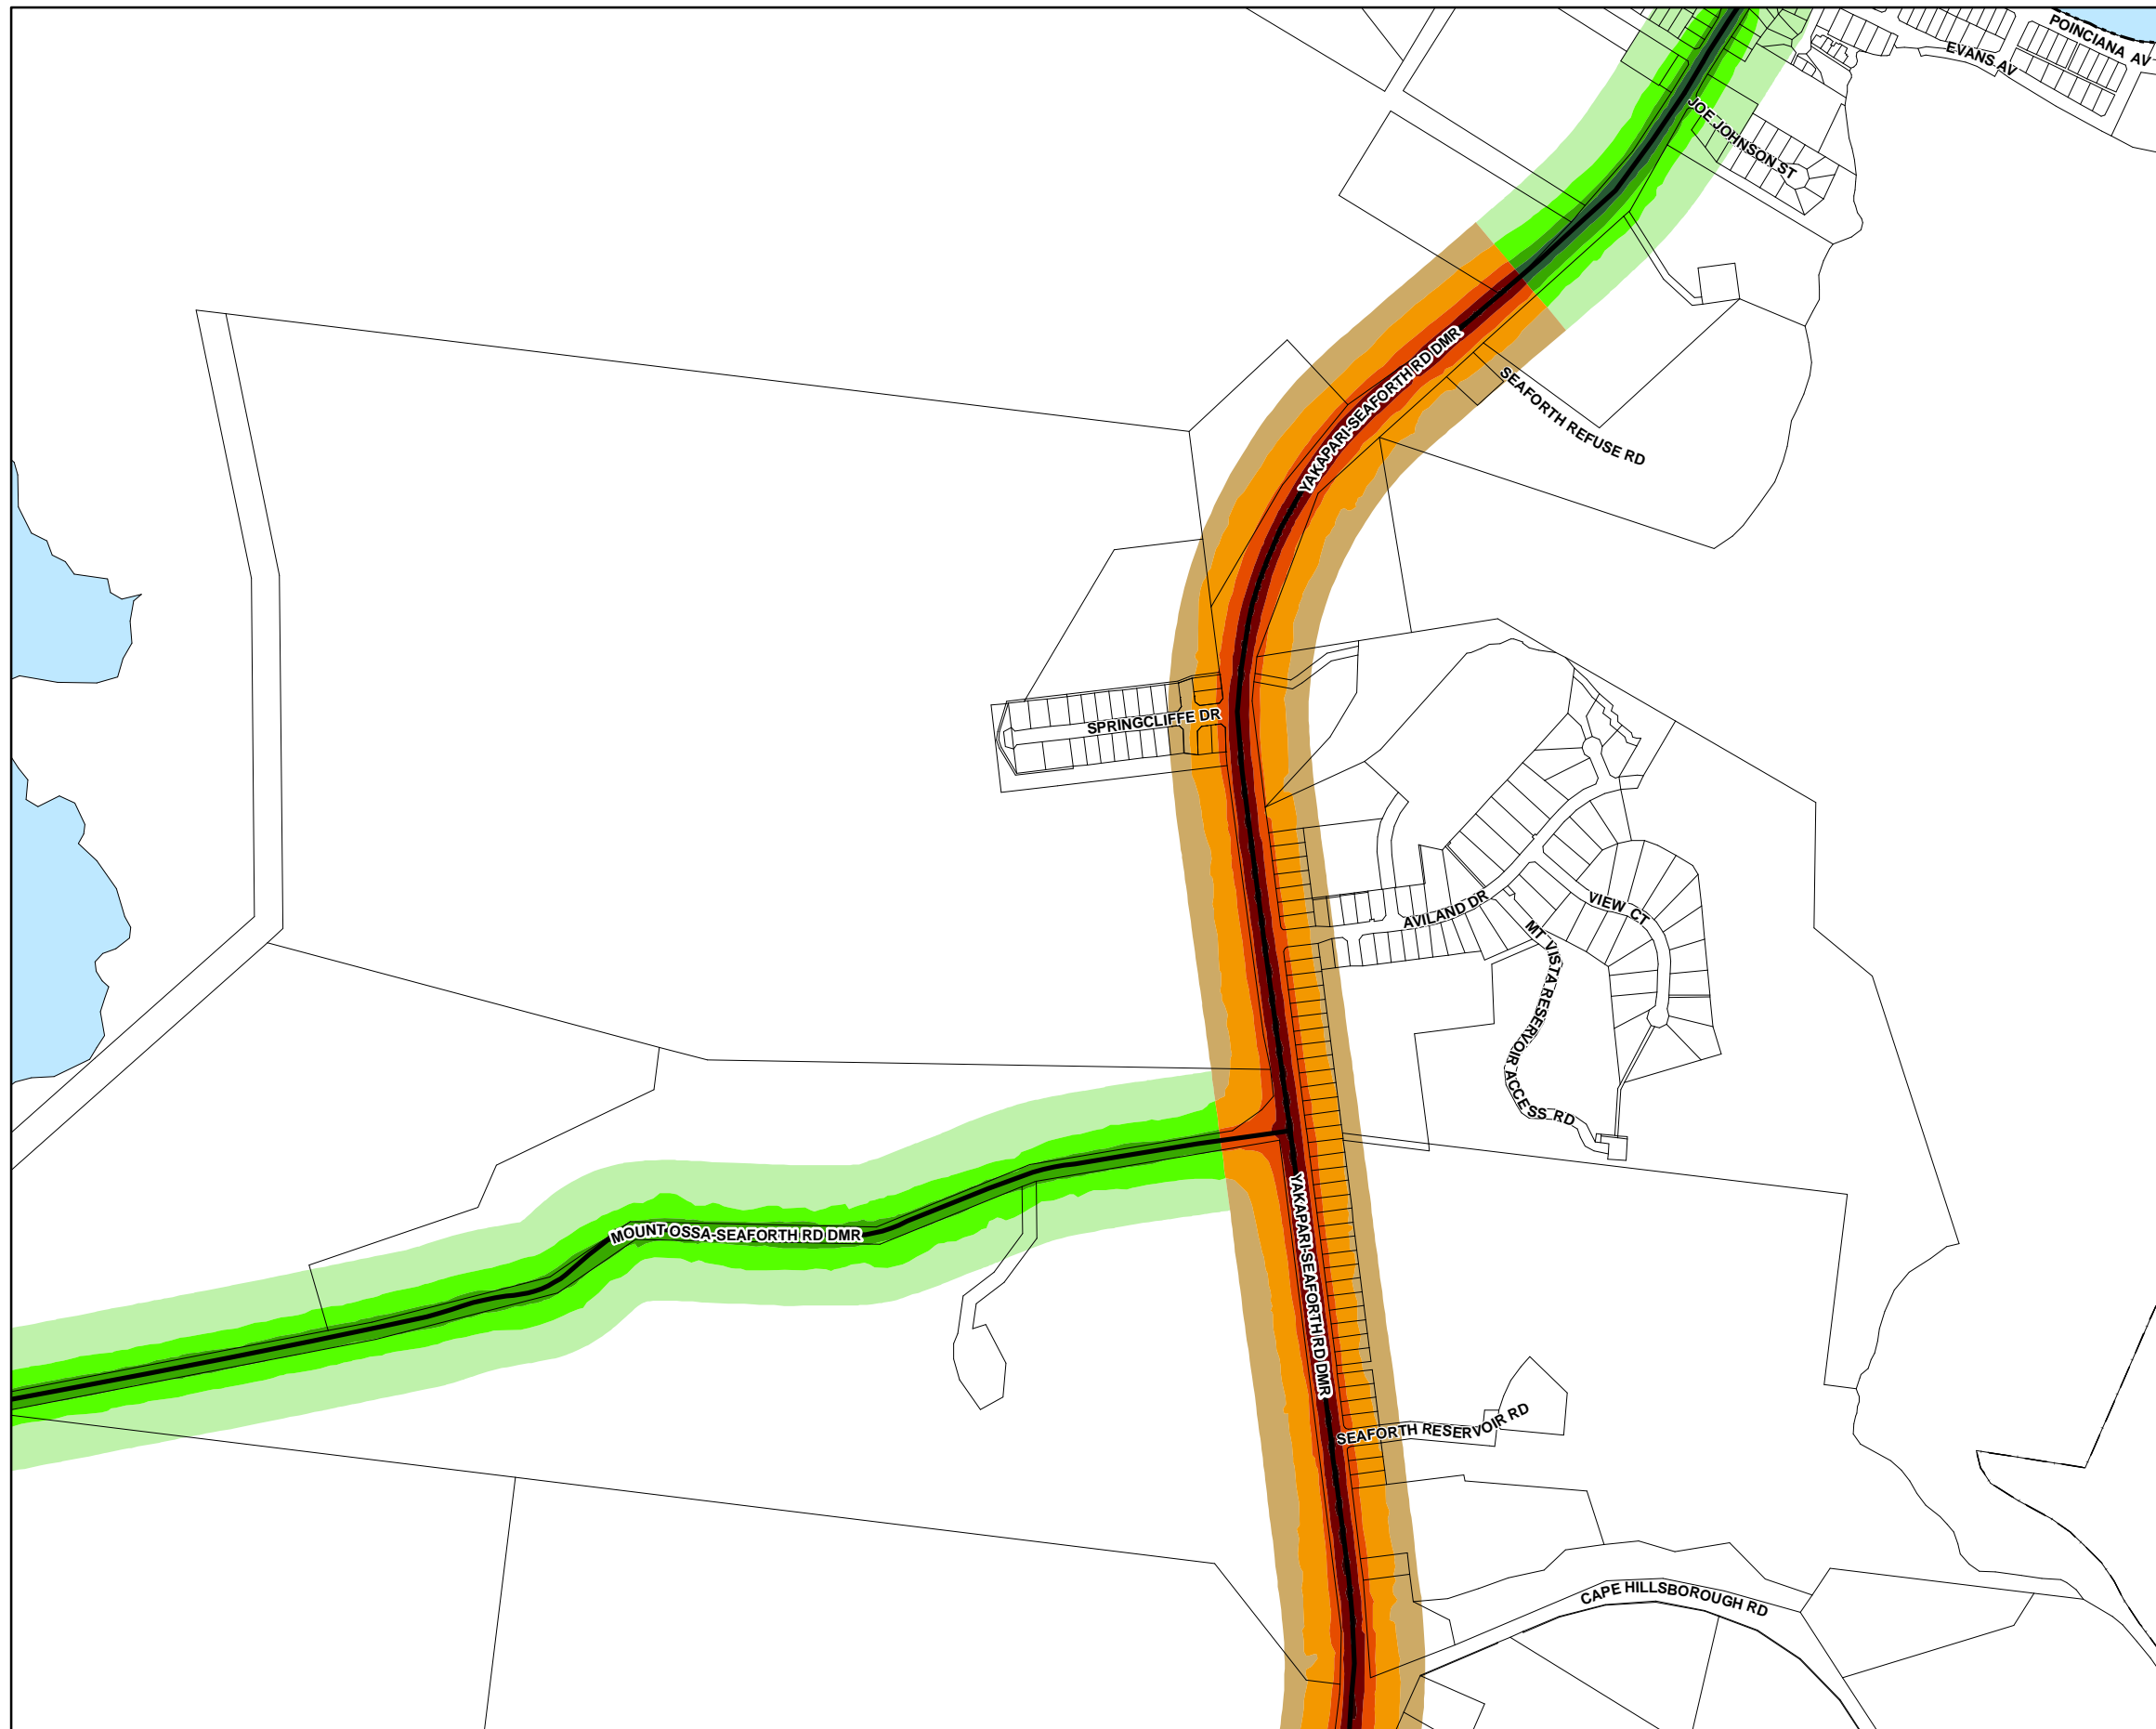 POINCIANA AV
EVANS AV
JOE JOHNSON ST
YAKAPARI-SEAFORTH RD DMR
SEAFORTH REFUSE RD
SPRINGCLIFFE DR
AVILAND DR
VIEW CT
MT VISTA RESERVOIR ACCESS RD
MOUNT OSSA-SEAFORTH RD DMR
YAKAPARI-SEAFORTH RD DMR
SEAFORTH RESERVOIR RD
CAPE HILLSBOROUGH RD